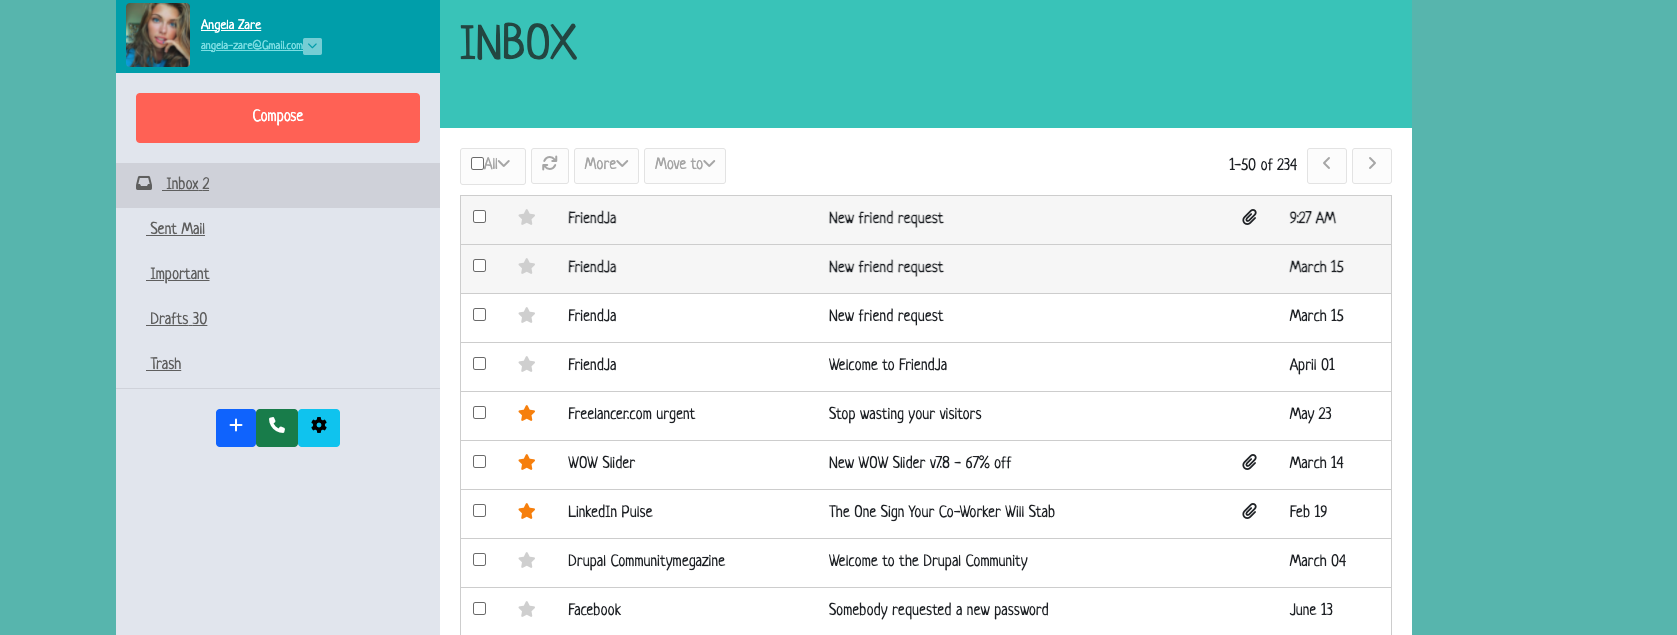 Angela Zare
angela-zare@Gmail.com
Compose
Inbox 2
Sent Mail
Important
Drafts 30
Trash
INBOX
All More Move to 1-50 of 234
FriendJa New friend request 9:27 AM
FriendJa New friend request March 15
FriendJa New friend request March 15
FriendJa Welcome to FriendJa April 01
Freelancer.com urgent Stop wasting your visitors May 23
WOW Slider New WOW Slider v7.8 - 67% off March 14
LinkedIn Pulse The One Sign Your Co-Worker Will Stab Feb 19
Drupal Communitymegazine Welcome to the Drupal Community March 04
Facebook Somebody requested a new password June 13